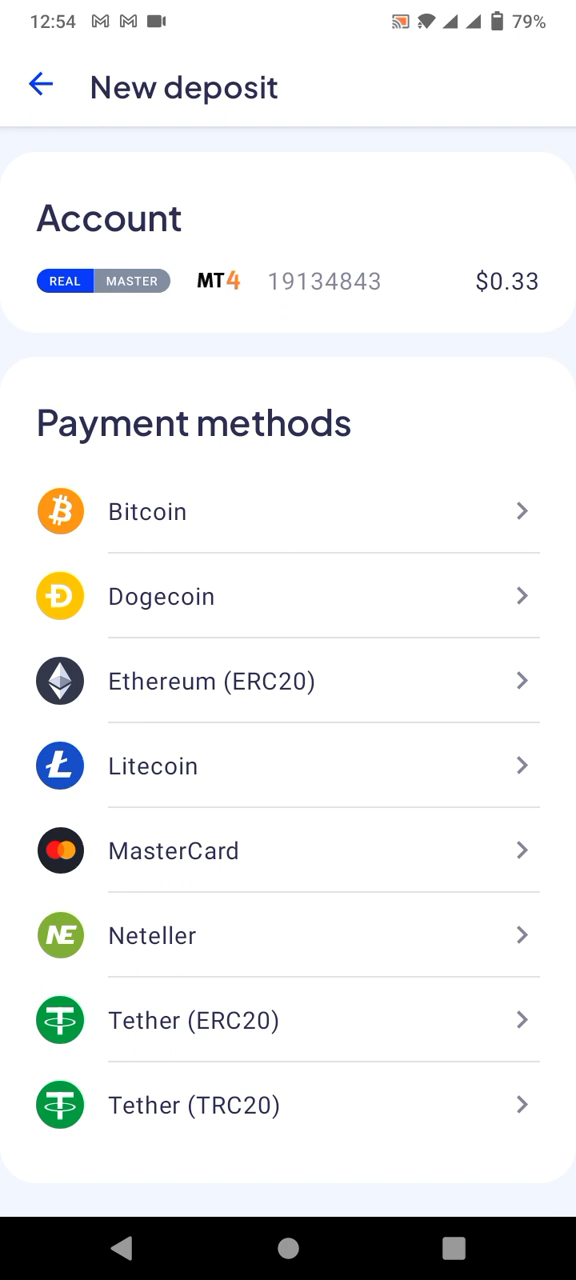 12:54 79%
New deposit
Account
REAL MASTER MT4 19134843 $0.33
Payment methods
Bitcoin
Dogecoin
Ethereum (ERC20)
Litecoin
MasterCard
NE Neteller
Tether (ERC20)
Tether (TRC20)